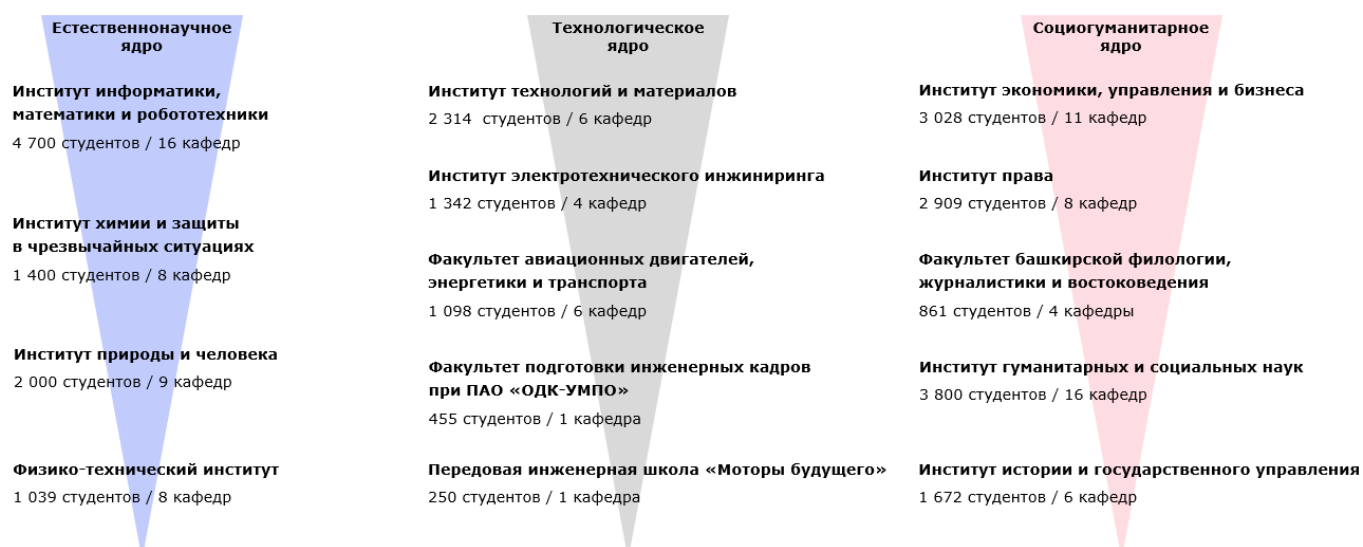 Естественнонаучное
ядро
Институт информатики,
математики и робототехники
4 700 студентов / 16 кафедр
Институт химии и защиты
в чрезвычайных ситуациях
1 400 студентов / 8 кафедр
Институт природы и человека
2 000 студентов / 9 кафедр
Физико-технический институт
1 039 студентов / 8 кафедр
Технологическое
ядро
Институт технологий и материалов
2 314 студентов / 6 кафедр
Институт электротехнического инжиниринга
1 342 студентов / 4 кафедр
Факультет авиационных двигателей,
энергетики и транспорта
1 098 студентов / 6 кафедр
Факультет подготовки инженерных кадров
при ПАО «ОДК-УМПО»
455 студентов / 1 кафедра
Передовая инженерная школа «Моторы будущего»
250 студентов / 1 кафедра
Социогуманитарное
ядро
Институт экономики, управления и бизнеса
3 028 студентов / 11 кафедр
Институт права
2 909 студентов / 8 кафедр
Факультет башкирской филологии,
журналистики и востоковедения
861 студентов / 4 кафедры
Институт гуманитарных и социальных наук
3 800 студентов / 16 кафедр
Институт истории и государственного управления
1 672 студентов / 6 кафедр